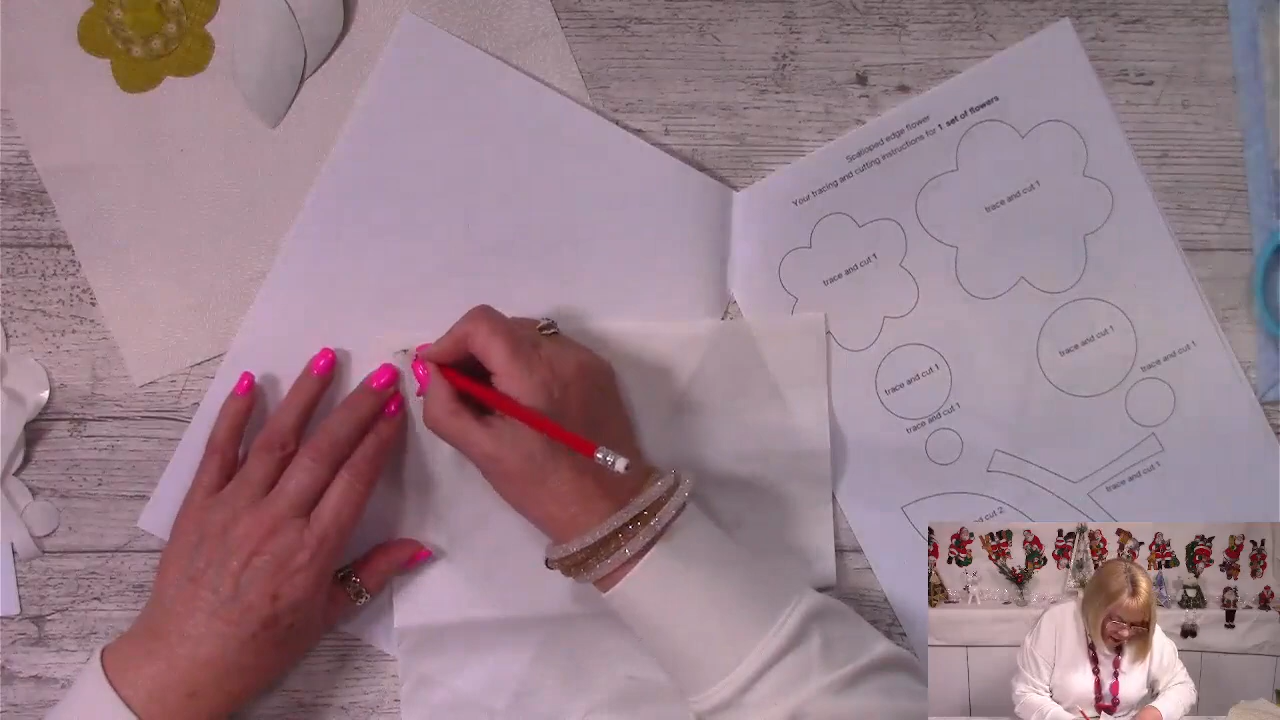 Scalloped edge flower
Your tracing and cutting instructions for 1 set of flowers
trace and cut 1
trace and cut 1
trace and cut 1
trace and cut 1
trace and cut 1
trace and cut 1
trace and cut 1
cut 2